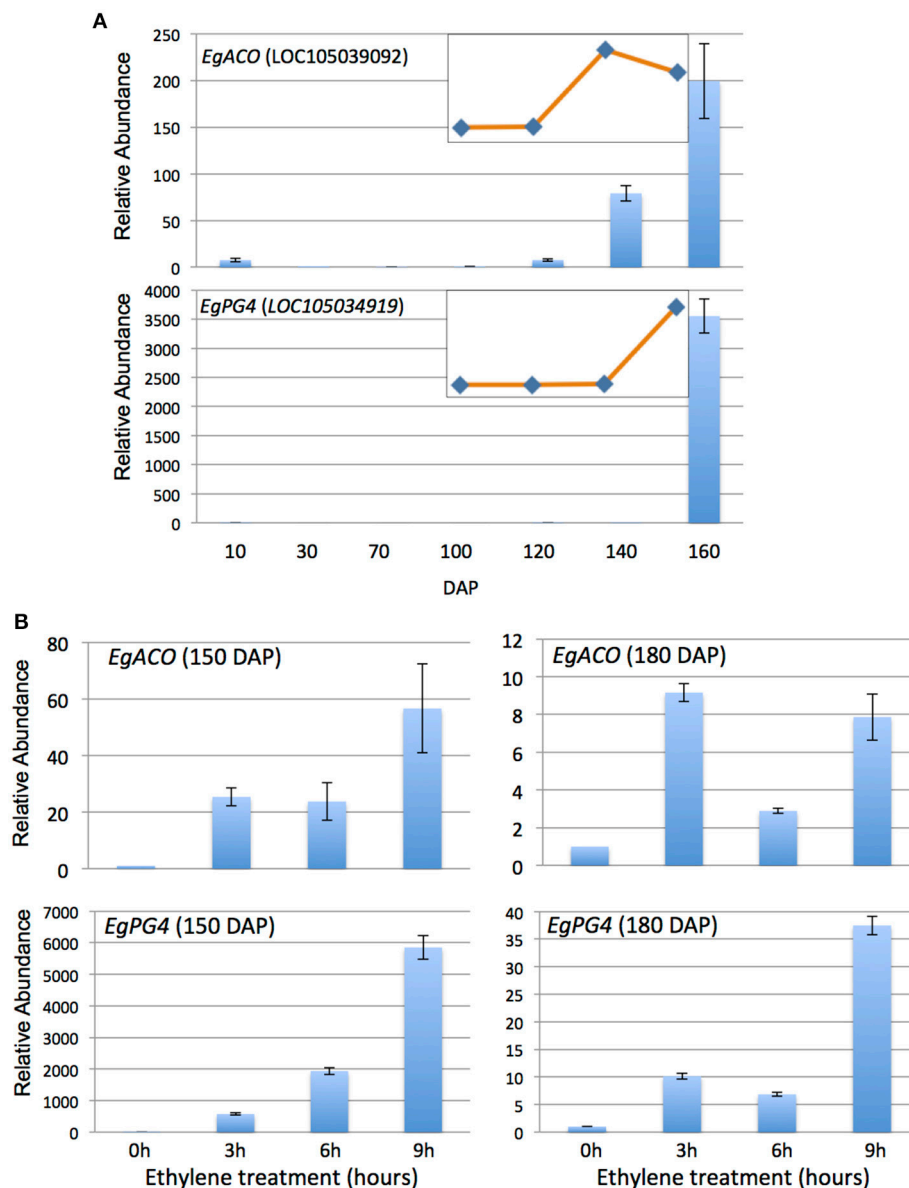 A
EgACO (LOC105039092)
Relative Abundance
250
200
150
100
50
0
EgPG4 (LOC105034919)
Relative Abundance
4000
3500
3000
2500
2000
1500
1000
500
0
10 30 70 100 120 140 160
DAP
B
EgACO (150 DAP)
Relative Abundance
80
60
40
20
0
EgACO (180 DAP)
12
10
8
6
4
2
0
EgPG4 (150 DAP)
Relative Abundance
7000
6000
5000
4000
3000
2000
1000
0
0h 3h 6h 9h
Ethylene treatment (hours)
EgPG4 (180 DAP)
40
35
30
25
20
15
10
5
0
0h 3h 6h 9h
Ethylene treatment (hours)